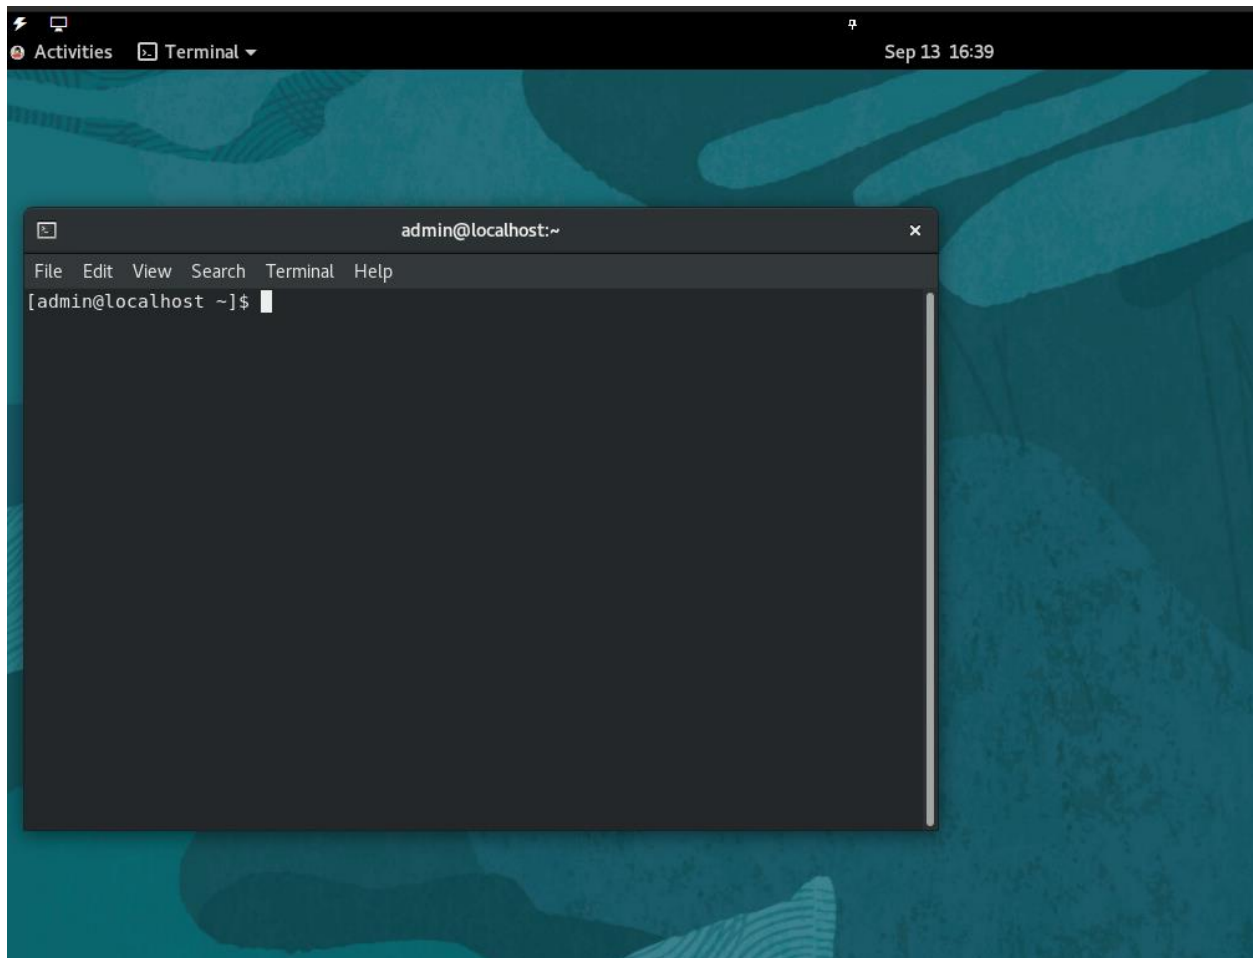 Activities Terminal Sep 13 16:39
admin@localhost:~
File Edit View Search Terminal Help
[admin@localhost ~]$